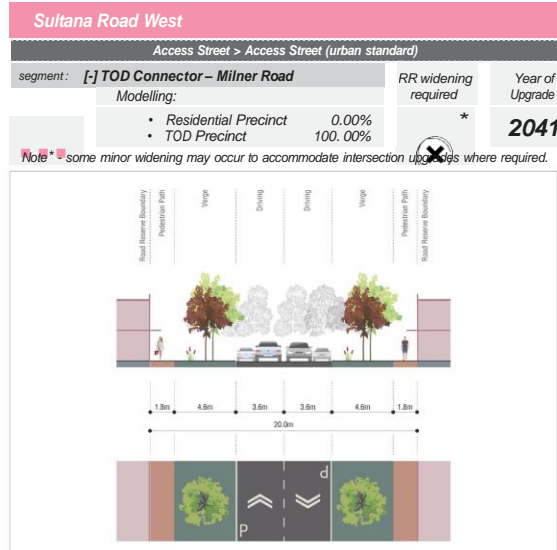 Sultana Road West
Access Street > Access Street (urban standard)
segment: [-] TOD Connector – Milner Road
RR widening required
Year of Upgrade
Modelling:
• Residential Precinct 0.00%
• TOD Precinct 100. 00%
*
2041
Note * - some minor widening may occur to accommodate intersection upgrades where required.
Road Reserve Boundary
Pedestrian Path
Verge
Driving
Driving
Verge
Pedestrian Path
Road Reserve Boundary
1.8m 4.6m 3.6m 3.6m 4.6m 1.8m
20.0m
P
P